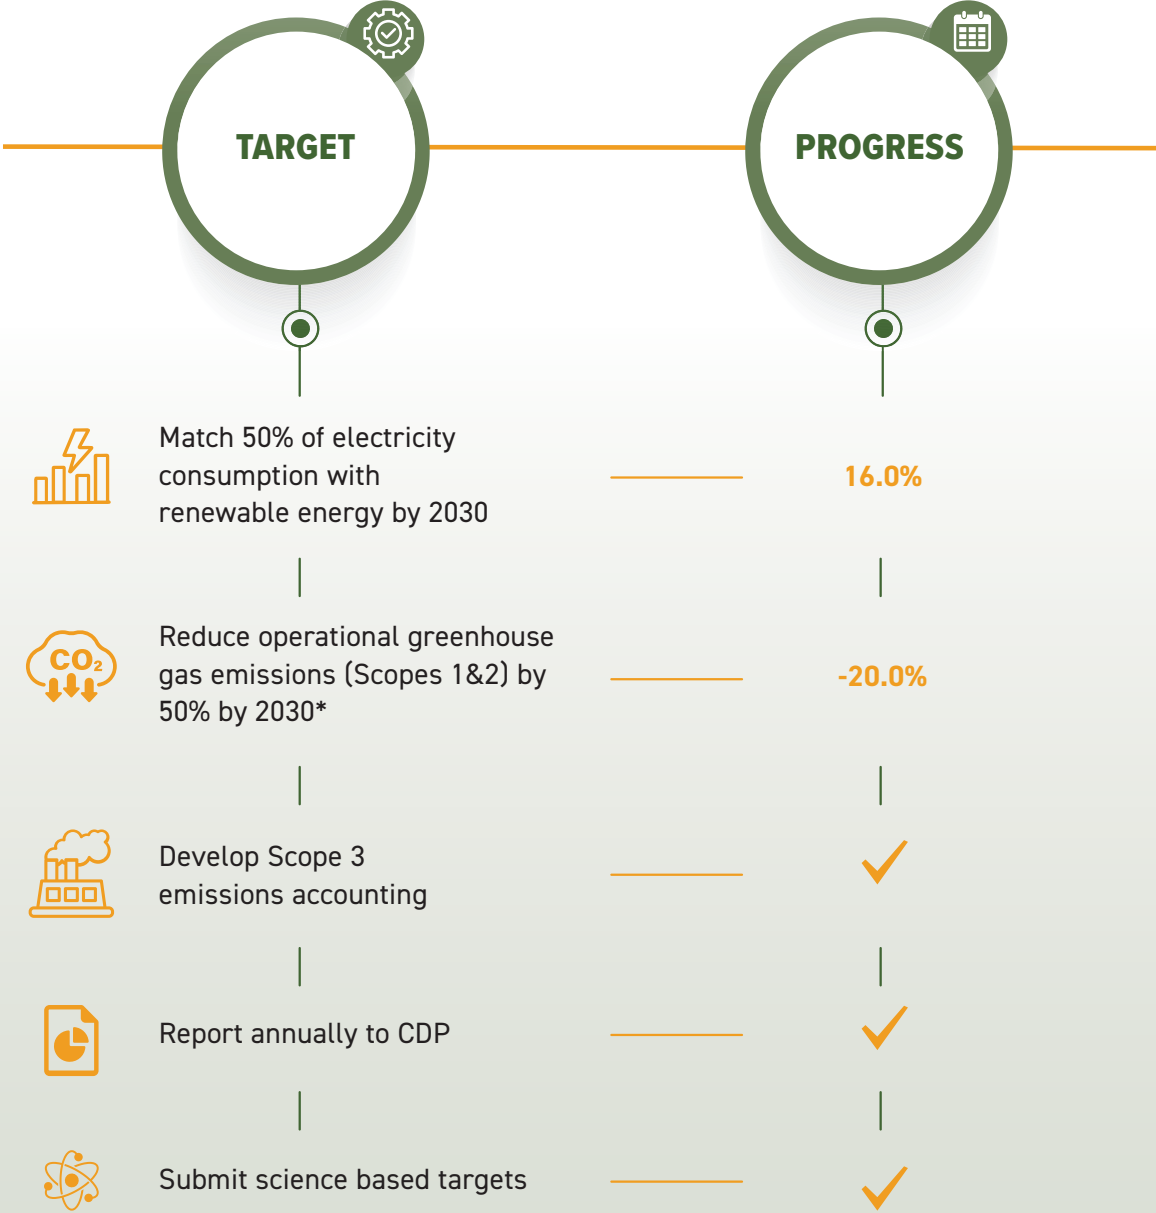 TARGET
PROGRESS
Match 50% of electricity
consumption with
renewable energy by 2030
16.0%
CO₂
Reduce operational greenhouse
gas emissions (Scopes 1&2) by
50% by 2030*
-20.0%
Develop Scope 3
emissions accounting
Report annually to CDP
Submit science based targets